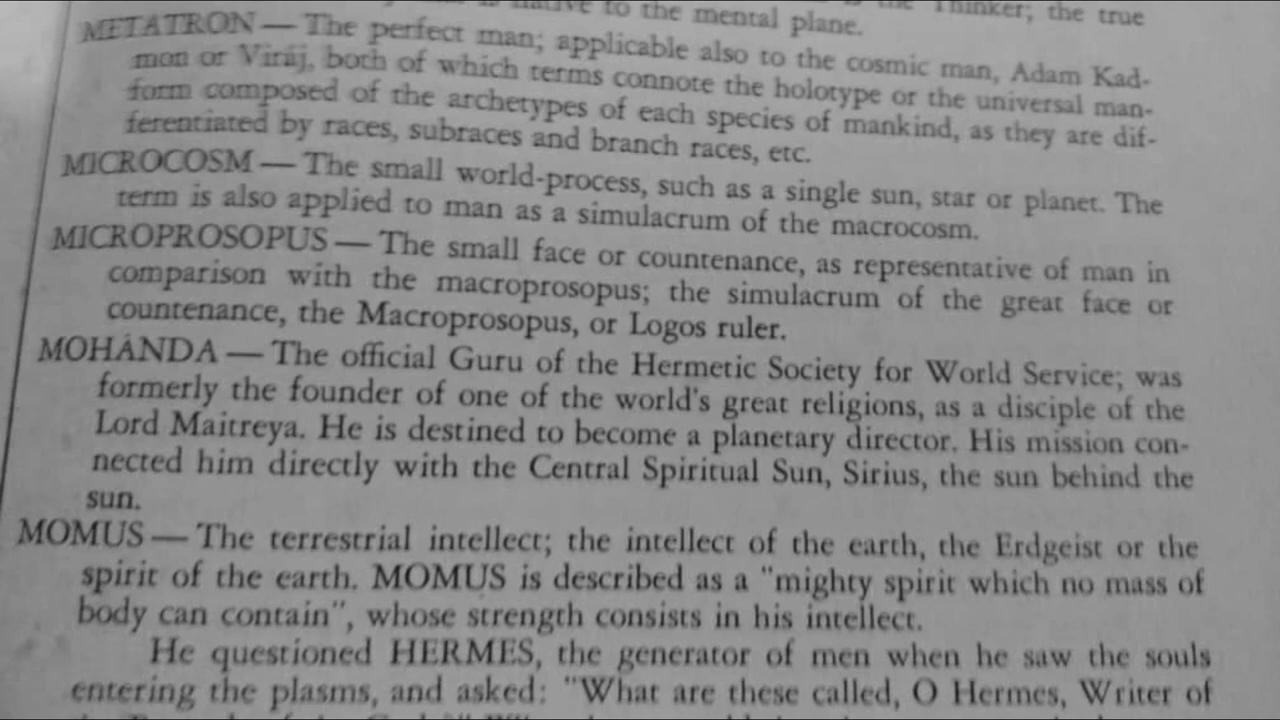 to the mental plane.
Thinker; the true
METATRON — The perfect man; applicable also to the cosmic man, Adam Kad-
mon or Viráj, both of which terms connote the holotype or the universal man-
form composed of the archetypes of each species of mankind, as they are dif-
ferentiated by races, subraces and branch races, etc.
MICROCOSM — The small world-process, such as a single sun, star or planet. The
term is also applied to man as a simulacrum of the macrocosm.
MICROPROSOPUS — The small face or countenance, as representative of man in
comparison with the macroprosopus; the simulacrum of the great face or
countenance, the Macroprosopus, or Logos ruler.
MOHÂNDA — The official Guru of the Hermetic Society for World Service; was
formerly the founder of one of the world's great religions, as a disciple of the
Lord Maitreya. He is destined to become a planetary director. His mission con-
nected him directly with the Central Spiritual Sun, Sirius, the sun behind the
sun.
MOMUS — The terrestrial intellect; the intellect of the earth, the Erdgeist or the
spirit of the earth. MOMUS is described as a "mighty spirit which no mass of
body can contain", whose strength consists in his intellect.
He questioned HERMES, the generator of men when he saw the souls
entering the plasms, and asked: "What are these called, O Hermes, Writer of